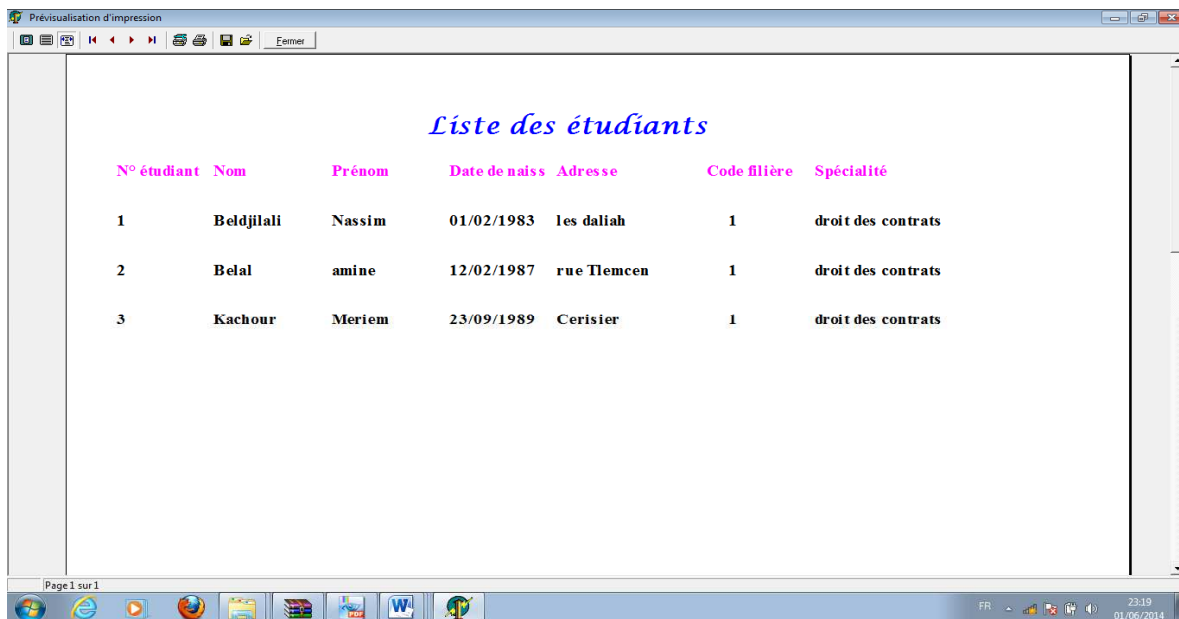 Prévisualisation d'impression
Fermer
Liste des étudiants
N° étudiant Nom Prénom Date de naiss Adresse Code filière Spécialité
1 Beldjilali Nassim 01/02/1983 les daliah 1 droit des contrats
2 Belal amine 12/02/1987 rue Tlemcen 1 droit des contrats
3 Kachour Meriem 23/09/1989 Cerisier 1 droit des contrats
Page 1 sur 1
FR 23:19
01/06/2014